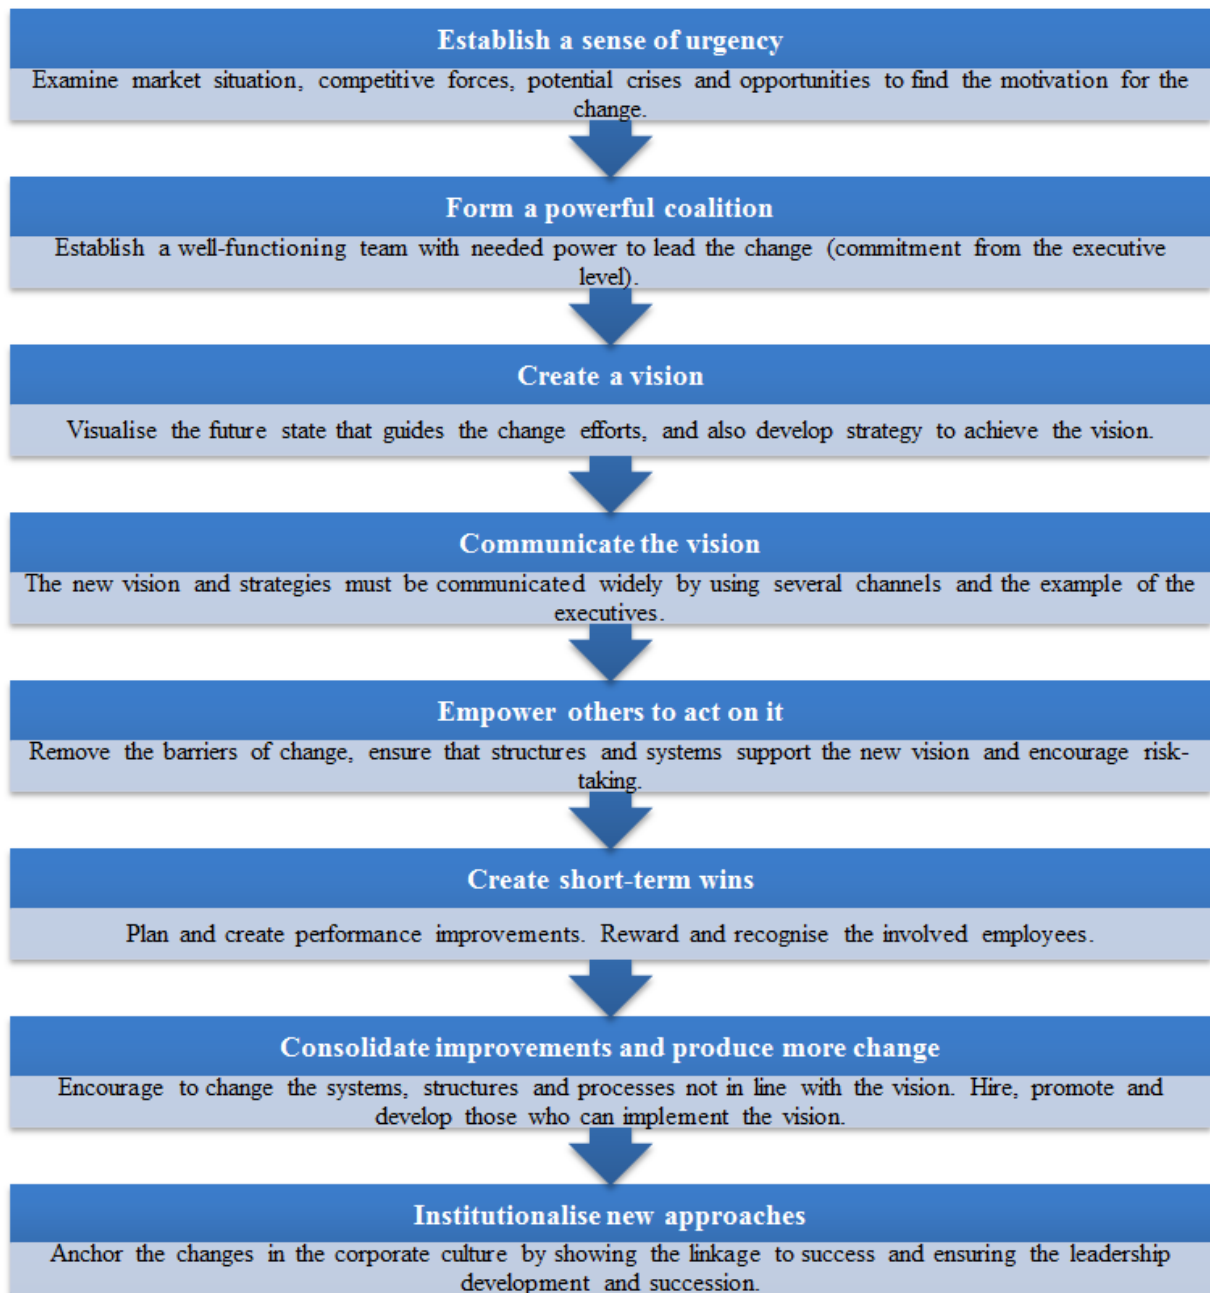 Establish a sense of urgency
Examine market situation, competitive forces, potential crises and opportunities to find the motivation for the
change.
Form a powerful coalition
Establish a well-functioning team with needed power to lead the change (commitment from the executive
level).
Create a vision
Visualise the future state that guides the change efforts, and also develop strategy to achieve the vision.
Communicate the vision
The new vision and strategies must be communicated widely by using several channels and the example of the
executives.
Empower others to act on it
Remove the barriers of change, ensure that structures and systems support the new vision and encourage risk-
taking.
Create short-term wins
Plan and create performance improvements. Reward and recognise the involved employees.
Consolidate improvements and produce more change
Encourage to change the systems, structures and processes not in line with the vision. Hire, promote and
develop those who can implement the vision.
Institutionalise new approaches
Anchor the changes in the corporate culture by showing the linkage to success and ensuring the leadership
development and succession.